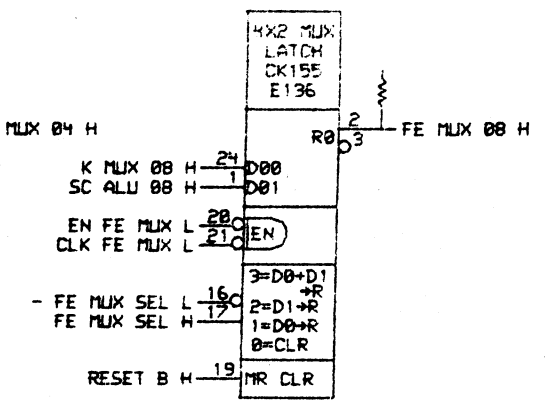 4X2 MUX
LATCH
CK155
E136
MUX 04 H
R0
2
FE MUX 08 H
3
K MUX 08 H 24 D00
SC ALU 08 H 1 D01
EN FE MUX L 20
CLK FE MUX L 21
EN
3=D0+D1
→R
- FE MUX SEL L 16
2=D1→R
FE MUX SEL H 17
1=D0→R
0=CLR
RESET B H 19 MR CLR